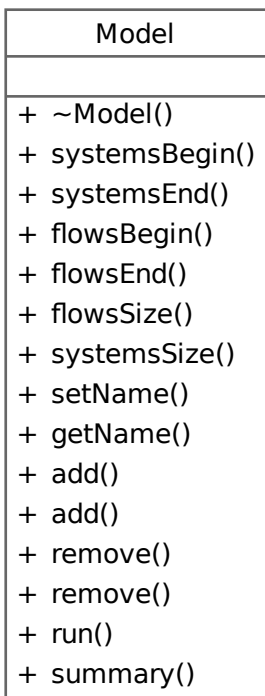 Model
+ ~Model()
+ systemsBegin()
+ systemsEnd()
+ flowsBegin()
+ flowsEnd()
+ flowsSize()
+ systemsSize()
+ setName()
+ getName()
+ add()
+ add()
+ remove()
+ remove()
+ run()
+ summary()